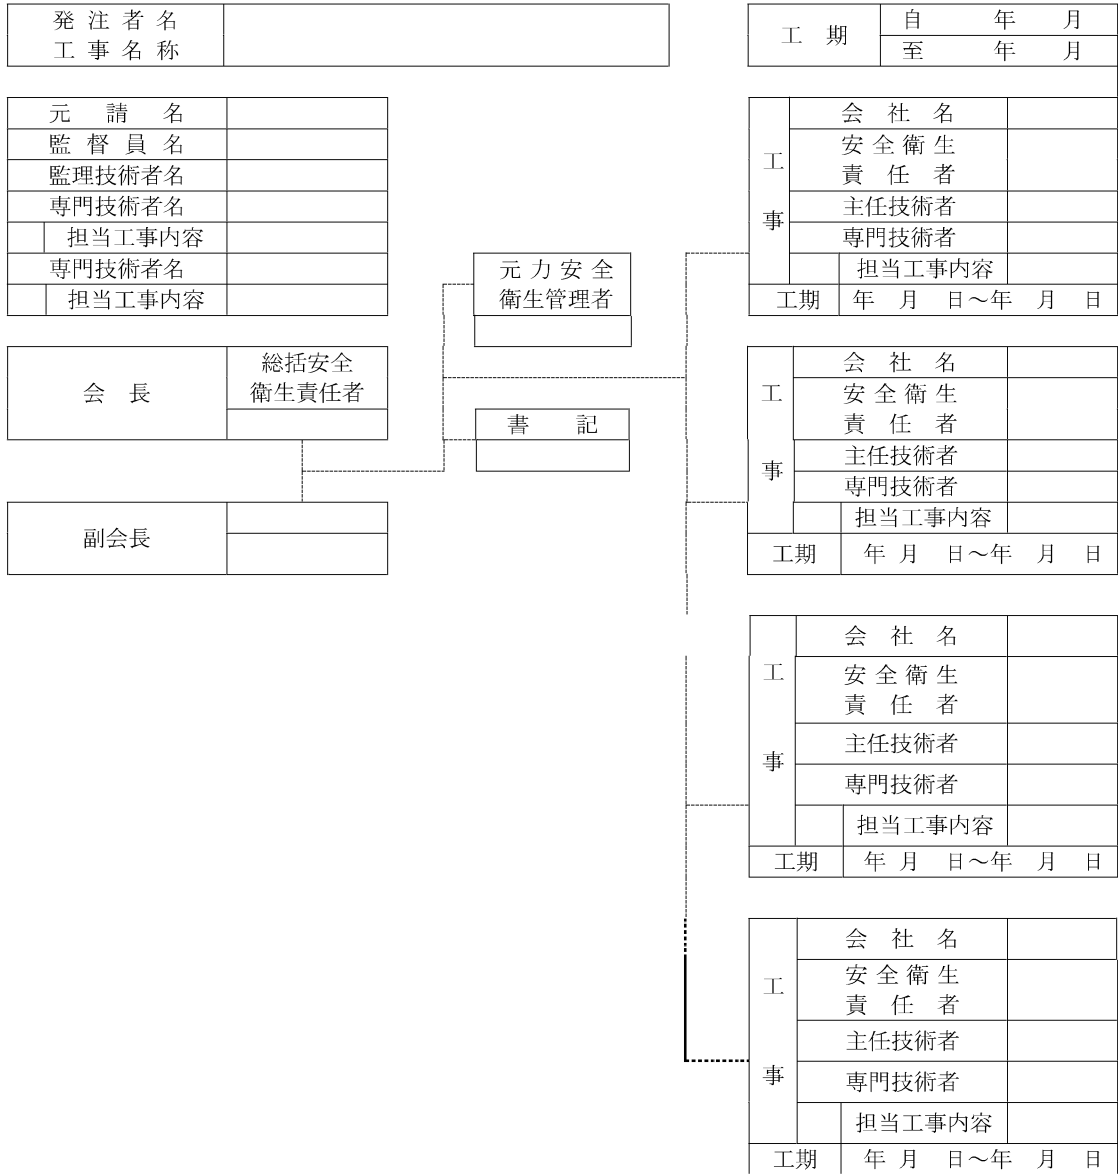 発注者名
工事名称
工期
自 年 月
至 年 月
元請名
監督員名
監理技術者名
専門技術者名
担当工事内容
専門技術者名
担当工事内容
会長
総括安全
衛生責任者
副会長
元力安全
衛生管理者
書記
工事
会社名
安全衛生
責任者
主任技術者
専門技術者
担当工事内容
工期 年 月 日～年 月 日
工事
会社名
安全衛生
責任者
主任技術者
専門技術者
担当工事内容
工期 年 月 日～年 月 日
工事
会社名
安全衛生
責任者
主任技術者
専門技術者
担当工事内容
工期 年 月 日～年 月 日
工事
会社名
安全衛生
責任者
主任技術者
専門技術者
担当工事内容
工期 年 月 日～年 月 日